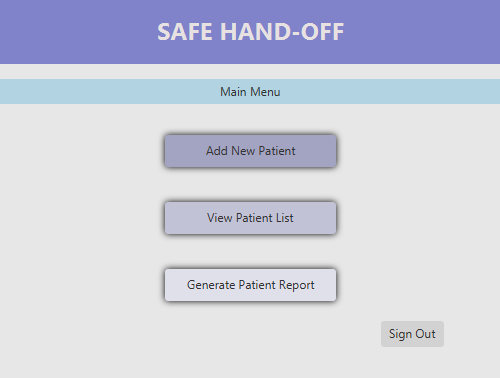 SAFE HAND-OFF
Main Menu
Add New Patient
View Patient List
Generate Patient Report
Sign Out